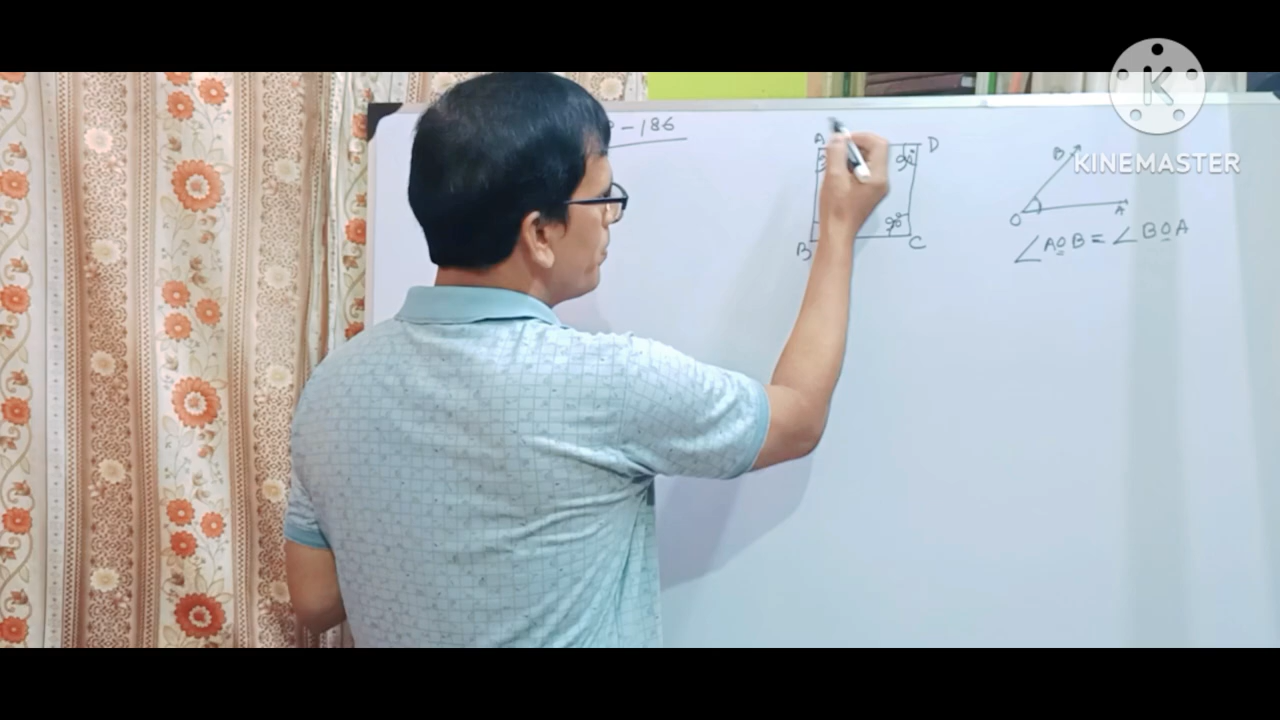 P-186
A D
90°
90°
B C
B
O A
∠AOB = ∠BOA
K
KINEMASTER